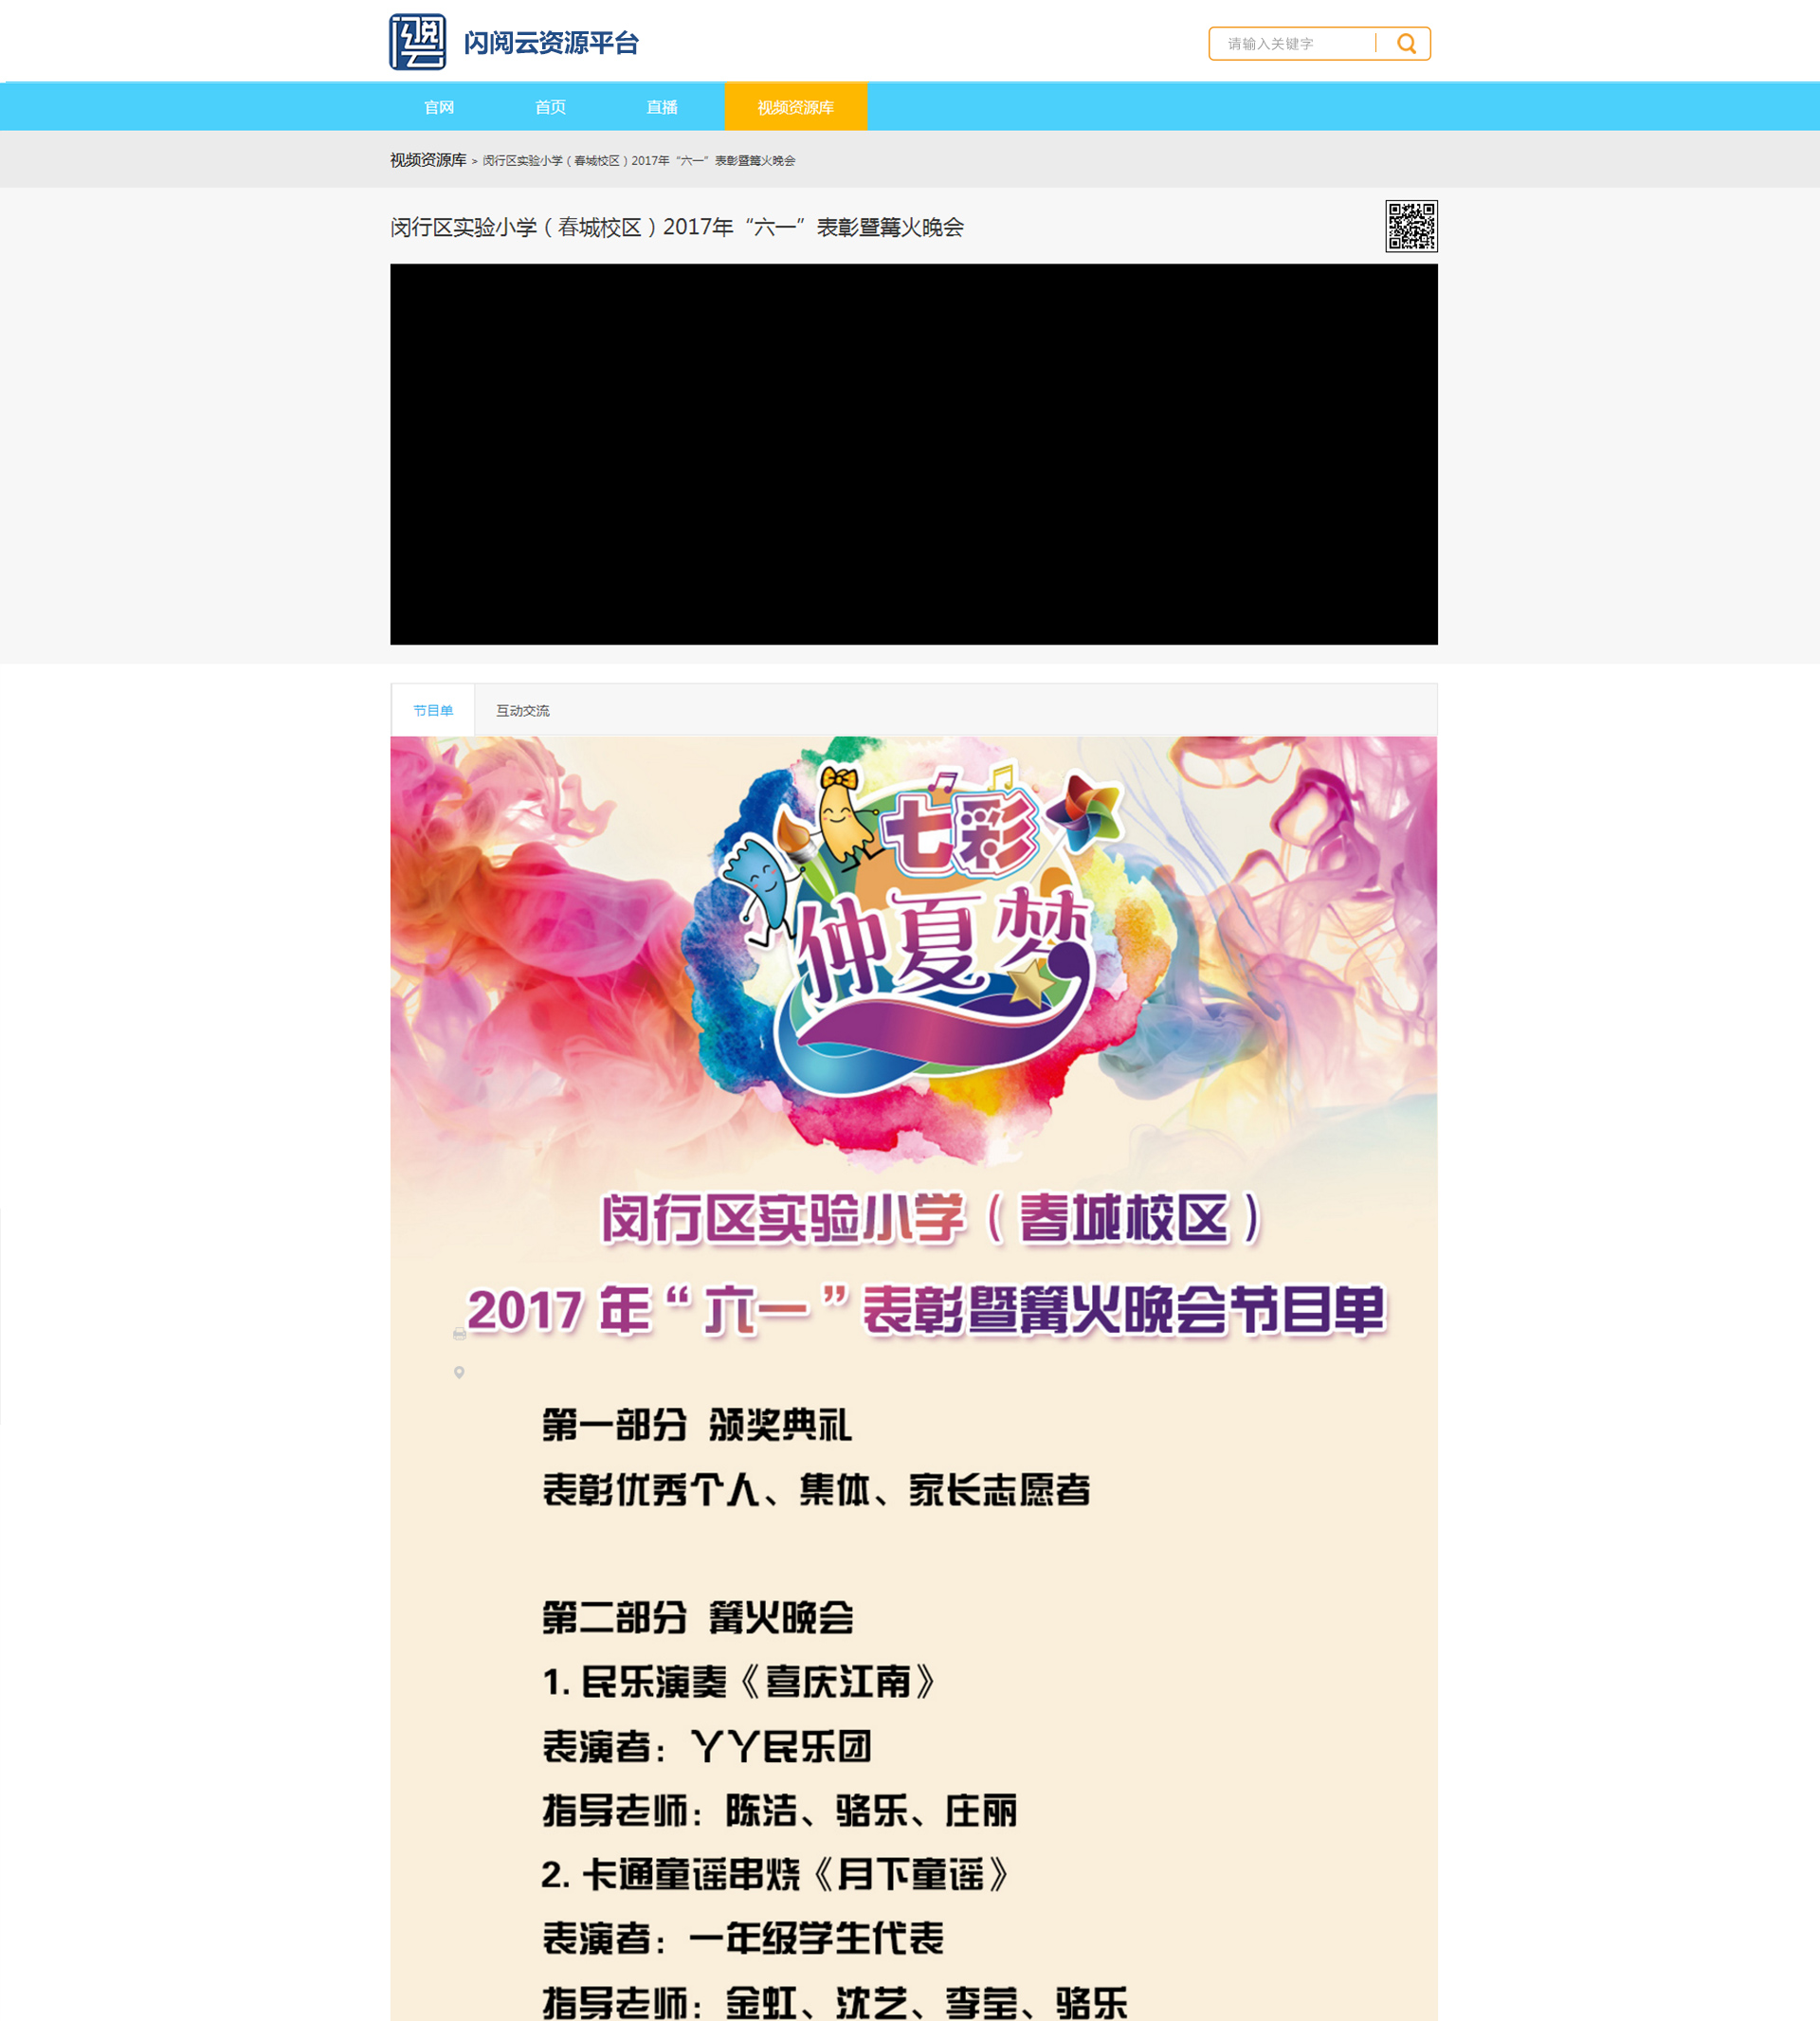 闪阅云
闪阅云资源平台
请输入关键字
官网
首页
直播
视频资源库
视频资源库 > 闵行区实验小学（春城校区）2017年“六一”表彰暨篝火晚会
闵行区实验小学（春城校区）2017年“六一”表彰暨篝火晚会
节目单
互动交流
七彩
仲夏梦
闵行区实验小学（春城校区）
2017 年“六一”表彰暨篝火晚会节目单
第一部分 颁奖典礼
表彰优秀个人、集体、家长志愿者
第二部分 篝火晚会
1. 民乐演奏《喜庆江南》
表演者：丫丫民乐团
指导老师：陈洁、骆乐、庄丽
2. 卡通童谣串烧《月下童谣》
表演者：一年级学生代表
指导老师：金虹、沈艺、李莹、骆乐